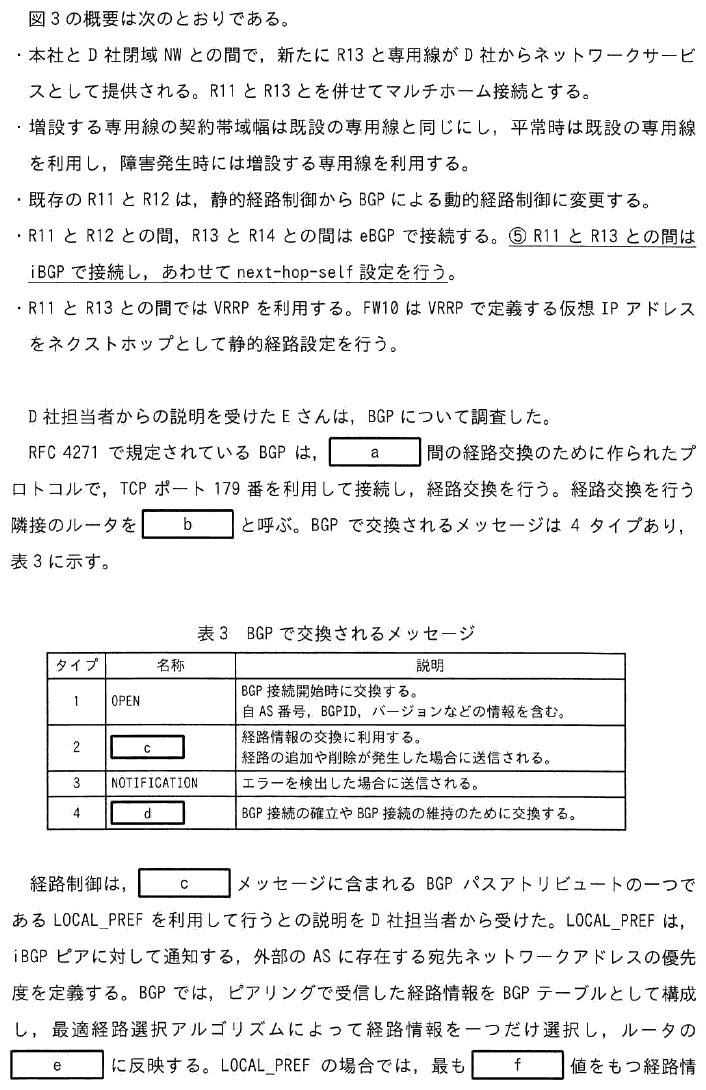 図3の概要は次のとおりである。
・本社とD社閉域NWとの間で，新たにR13と専用線がD社からネットワークサービ
スとして提供される。R11とR13とを併せてマルチホーム接続とする。
・増設する専用線の契約帯域幅は既設の専用線と同じにし，平常時は既設の専用線
を利用し，障害発生時には増設する専用線を利用する。
・既存のR11とR12は，静的経路制御からBGPによる動的経路制御に変更する。
・R11とR12との間，R13とR14との間はeBGPで接続する。⑤R11とR13との間は
iBGPで接続し，あわせてnext-hop-self設定を行う。
・R11とR13との間ではVRRPを利用する。FW10はVRRPで定義する仮想IPアドレス
をネクストホップとして静的経路設定を行う。
D社担当者からの説明を受けたEさんは，BGPについて調査した。
RFC 4271で規定されているBGPは， a 間の経路交換のために作られたプ
ロトコルで，TCPポート179番を利用して接続し，経路交換を行う。経路交換を行う
隣接のルータを b と呼ぶ。BGPで交換されるメッセージは4タイプあり，
表3に示す。
表3 BGPで交換されるメッセージ
タイプ 名称 説明
1 OPEN BGP接続開始時に交換する。
自AS番号，BGPID，バージョンなどの情報を含む。
2 c 経路情報の交換に利用する。
経路の追加や削除が発生した場合に送信される。
3 NOTIFICATION エラーを検出した場合に送信される。
4 d BGP接続の確立やBGP接続の維持のために交換する。
経路制御は， c メッセージに含まれるBGPパスアトリビュートの一つで
あるLOCAL_PREFを利用して行うとの説明をD社担当者から受けた。LOCAL_PREFは，
iBGPピアに対して通知する，外部のASに存在する宛先ネットワークアドレスの優先
度を定義する。BGPでは，ピアリングで受信した経路情報をBGPテーブルとして構成
し，最適経路選択アルゴリズムによって経路情報を一つだけ選択し，ルータの
e に反映する。LOCAL_PREFの場合では，最も f 値をもつ経路情